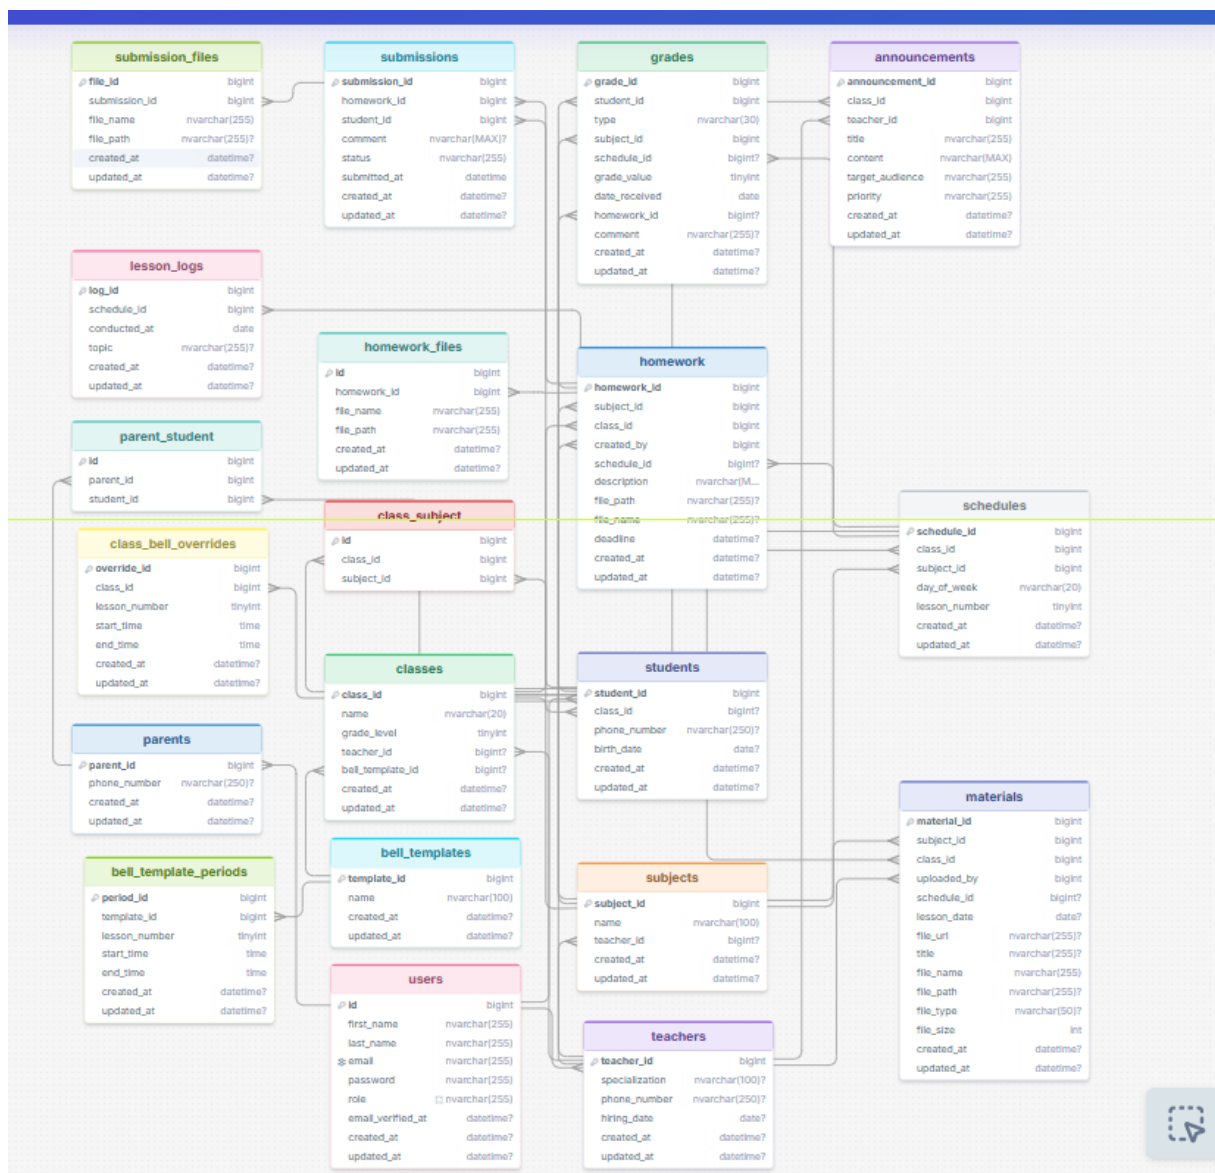 submission_files
file_id bigint
submission_id bigint
file_name nvarchar(255)
file_path nvarchar(255)?
created_at datetime?
updated_at datetime?
submissions
submission_id bigint
homework_id bigint
student_id bigint
comment nvarchar(MAX)?
status nvarchar(255)
submitted_at datetime
created_at datetime?
updated_at datetime?
grades
grade_id bigint
student_id bigint
type nvarchar(30)
subject_id bigint
schedule_id bigint?
grade_value tinyint
date_received date
homework_id bigint?
comment nvarchar(255)?
created_at datetime?
updated_at datetime?
announcements
announcement_id bigint
class_id bigint
teacher_id bigint
title nvarchar(255)
content nvarchar(MAX)
target_audience nvarchar(255)
priority nvarchar(255)
created_at datetime?
updated_at datetime?
lesson_logs
log_id bigint
schedule_id bigint
conducted_at date
topic nvarchar(255)?
created_at datetime?
updated_at datetime?
homework_files
id bigint
homework_id bigint
file_name nvarchar(255)
file_path nvarchar(255)
created_at datetime?
updated_at datetime?
homework
homework_id bigint
subject_id bigint
class_id bigint
created_by bigint
schedule_id bigint?
description nvarchar(M...
file_path nvarchar(255)?
file_name nvarchar(255)?
deadline datetime?
created_at datetime?
updated_at datetime?
parent_student
id bigint
parent_id bigint
student_id bigint
class_subject
id bigint
class_id bigint
subject_id bigint
schedules
schedule_id bigint
class_id bigint
subject_id bigint
day_of_week nvarchar(20)
lesson_number tinyint
created_at datetime?
updated_at datetime?
class_bell_overrides
override_id bigint
class_id bigint
lesson_number tinyint
start_time time
end_time time
created_at datetime?
updated_at datetime?
classes
class_id bigint
name nvarchar(20)
grade_level tinyint
teacher_id bigint?
bell_template_id bigint?
created_at datetime?
updated_at datetime?
students
student_id bigint
class_id bigint?
phone_number nvarchar(250)?
birth_date date?
created_at datetime?
updated_at datetime?
parents
parent_id bigint
phone_number nvarchar(250)?
created_at datetime?
updated_at datetime?
materials
material_id bigint
subject_id bigint
class_id bigint
uploaded_by bigint
schedule_id bigint?
lesson_date date?
file_url nvarchar(255)?
title nvarchar(255)?
file_name nvarchar(255)
file_path nvarchar(255)?
file_type nvarchar(50)?
file_size int
created_at datetime?
updated_at datetime?
bell_templates
template_id bigint
name nvarchar(100)
created_at datetime?
updated_at datetime?
bell_template_periods
period_id bigint
template_id bigint
lesson_number tinyint
start_time time
end_time time
created_at datetime?
updated_at datetime?
subjects
subject_id bigint
name nvarchar(100)
teacher_id bigint?
created_at datetime?
updated_at datetime?
users
id bigint
first_name nvarchar(255)
last_name nvarchar(255)
email nvarchar(255)
password nvarchar(255)
role nvarchar(255)
email_verified_at datetime?
created_at datetime?
updated_at datetime?
teachers
teacher_id bigint
specialization nvarchar(100)?
phone_number nvarchar(250)?
hiring_date date?
created_at datetime?
updated_at datetime?